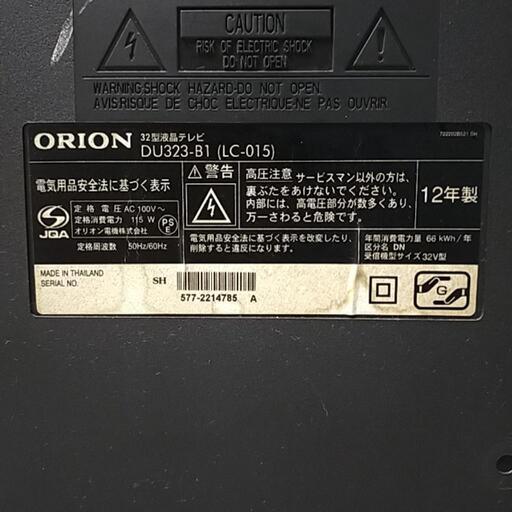 CAUTION
RISK OF ELECTRIC SHOCK
DO NOT OPEN
WARNING:SHOCK HAZARD-DO NOT OPEN.
AVIS:RISQUE DE CHOC ELECTRIQUE-NE PAS OUVRIR.
ORION
32型液晶テレビ
DU323-B1 (LC-015)
電気用品安全法に基づく表示
JQA
定格電圧 AC 100V～
定格消費電力 115 W
オリオン電機株式会社
PSE
定格周波数 50Hz/60Hz
警告
高圧注意 サービスマン以外の方は、
裏ぶたをあけないでください。
内部には、高電圧部分が数多くあり、
万一さわると危険です。
電気用品安全法に基づく表示を改変したり、
削除すると違反になります。
12年製
年間消費電力量 66 kWh/年
区分名 DN
受信機型サイズ 32V型
MADE IN THAILAND
SERIAL NO.
SH
577-2214785 A
G